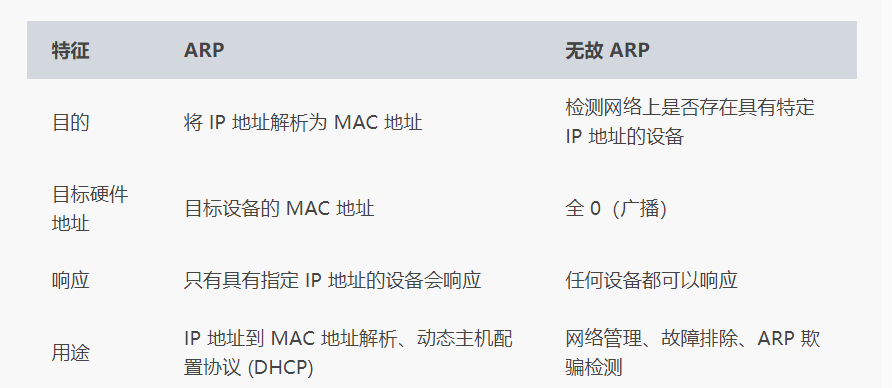 特征 ARP 无故 ARP
目的 将 IP 地址解析为 MAC 地址 检测网络上是否存在具有特定
IP 地址的设备
目标硬件
地址 目标设备的 MAC 地址 全 0（广播）
响应 只有具有指定 IP 地址的设备会响应 任何设备都可以响应
用途 IP 地址到 MAC 地址解析、动态主机配
置协议 (DHCP) 网络管理、故障排除、ARP 欺
骗检测